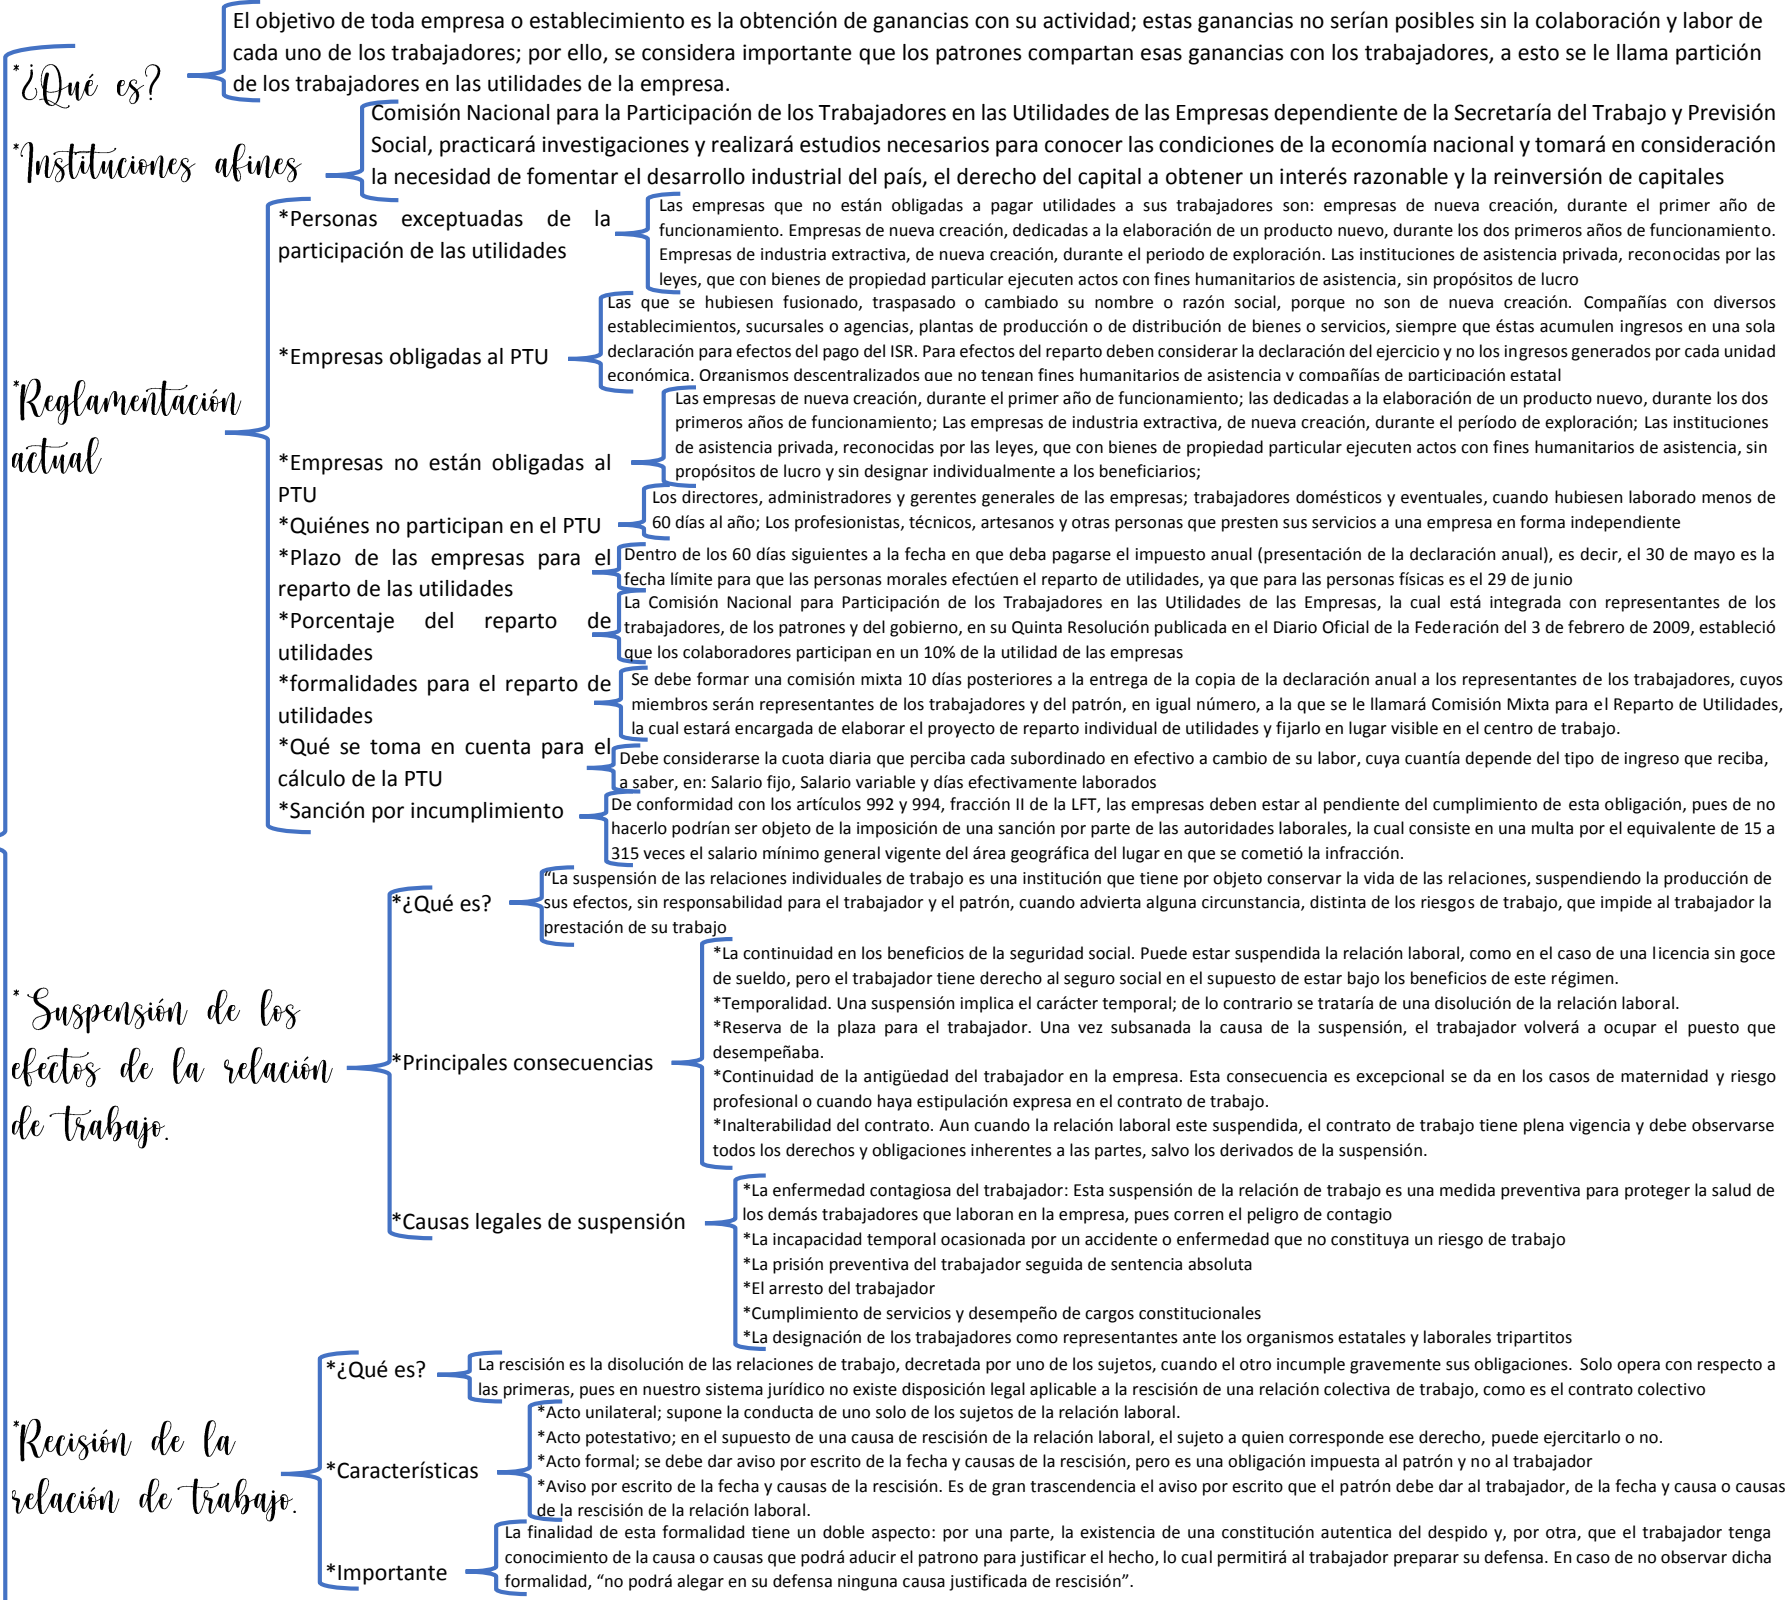 *¿Qué es?
El objetivo de toda empresa o establecimiento es la obtención de ganancias con su actividad; estas ganancias no serían posibles sin la colaboración y labor de
cada uno de los trabajadores; por ello, se considera importante que los patrones compartan esas ganancias con los trabajadores, a esto se le llama partición
de los trabajadores en las utilidades de la empresa.
*Instituciones afines
Comisión Nacional para la Participación de los Trabajadores en las Utilidades de las Empresas dependiente de la Secretaría del Trabajo y Previsión
Social, practicará investigaciones y realizará estudios necesarios para conocer las condiciones de la economía nacional y tomará en consideración
la necesidad de fomentar el desarrollo industrial del país, el derecho del capital a obtener un interés razonable y la reinversión de capitales
*Reglamentación
actual
*Personas exceptuadas de la
participación de las utilidades
Las empresas que no están obligadas a pagar utilidades a sus trabajadores son: empresas de nueva creación, durante el primer año de
funcionamiento. Empresas de nueva creación, dedicadas a la elaboración de un producto nuevo, durante los dos primeros años de funcionamiento.
Empresas de industria extractiva, de nueva creación, durante el periodo de exploración. Las instituciones de asistencia privada, reconocidas por las
leyes, que con bienes de propiedad particular ejecuten actos con fines humanitarios de asistencia, sin propósitos de lucro
*Empresas obligadas al PTU
Las que se hubiesen fusionado, traspasado o cambiado su nombre o razón social, porque no son de nueva creación. Compañías con diversos
establecimientos, sucursales o agencias, plantas de producción o de distribución de bienes o servicios, siempre que éstas acumulen ingresos en una sola
declaración para efectos del pago del ISR. Para efectos del reparto deben considerar la declaración del ejercicio y no los ingresos generados por cada unidad
económica. Organismos descentralizados que no tengan fines humanitarios de asistencia y compañías de participación estatal
*Empresas no están obligadas al
PTU
Las empresas de nueva creación, durante el primer año de funcionamiento; las dedicadas a la elaboración de un producto nuevo, durante los dos
primeros años de funcionamiento; Las empresas de industria extractiva, de nueva creación, durante el período de exploración; Las instituciones
de asistencia privada, reconocidas por las leyes, que con bienes de propiedad particular ejecuten actos con fines humanitarios de asistencia, sin
propósitos de lucro y sin designar individualmente a los beneficiarios;
*Quiénes no participan en el PTU
Los directores, administradores y gerentes generales de las empresas; trabajadores domésticos y eventuales, cuando hubiesen laborado menos de
60 días al año; Los profesionistas, técnicos, artesanos y otras personas que presten sus servicios a una empresa en forma independiente
*Plazo de las empresas para el
reparto de las utilidades
Dentro de los 60 días siguientes a la fecha en que deba pagarse el impuesto anual (presentación de la declaración anual), es decir, el 30 de mayo es la
fecha límite para que las personas morales efectúen el reparto de utilidades, ya que para las personas físicas es el 29 de junio
*Porcentaje del reparto de
utilidades
La Comisión Nacional para Participación de los Trabajadores en las Utilidades de las Empresas, la cual está integrada con representantes de los
trabajadores, de los patrones y del gobierno, en su Quinta Resolución publicada en el Diario Oficial de la Federación del 3 de febrero de 2009, estableció
que los colaboradores participan en un 10% de la utilidad de las empresas
*formalidades para el reparto de
utilidades
Se debe formar una comisión mixta 10 días posteriores a la entrega de la copia de la declaración anual a los representantes de los trabajadores, cuyos
miembros serán representantes de los trabajadores y del patrón, en igual número, a la que se le llamará Comisión Mixta para el Reparto de Utilidades,
la cual estará encargada de elaborar el proyecto de reparto individual de utilidades y fijarlo en lugar visible en el centro de trabajo.
*Qué se toma en cuenta para el
cálculo de la PTU
Debe considerarse la cuota diaria que perciba cada subordinado en efectivo a cambio de su labor, cuya cuantía depende del tipo de ingreso que reciba,
a saber, en: Salario fijo, Salario variable y días efectivamente laborados
*Sanción por incumplimiento
De conformidad con los artículos 992 y 994, fracción II de la LFT, las empresas deben estar al pendiente del cumplimiento de esta obligación, pues de no
hacerlo podrían ser objeto de la imposición de una sanción por parte de las autoridades laborales, la cual consiste en una multa por el equivalente de 15 a
315 veces el salario mínimo general vigente del área geográfica del lugar en que se cometió la infracción.
* Suspensión de los
efectos de la relación
de trabajo.
*¿Qué es?
“La suspensión de las relaciones individuales de trabajo es una institución que tiene por objeto conservar la vida de las relaciones, suspendiendo la producción de
sus efectos, sin responsabilidad para el trabajador y el patrón, cuando advierta alguna circunstancia, distinta de los riesgos de trabajo, que impide al trabajador la
prestación de su trabajo
*Principales consecuencias
*La continuidad en los beneficios de la seguridad social. Puede estar suspendida la relación laboral, como en el caso de una licencia sin goce
de sueldo, pero el trabajador tiene derecho al seguro social en el supuesto de estar bajo los beneficios de este régimen.
*Temporalidad. Una suspensión implica el carácter temporal; de lo contrario se trataría de una disolución de la relación laboral.
*Reserva de la plaza para el trabajador. Una vez subsanada la causa de la suspensión, el trabajador volverá a ocupar el puesto que
desempeñaba.
*Continuidad de la antigüedad del trabajador en la empresa. Esta consecuencia es excepcional se da en los casos de maternidad y riesgo
profesional o cuando haya estipulación expresa en el contrato de trabajo.
*Inalterabilidad del contrato. Aun cuando la relación laboral este suspendida, el contrato de trabajo tiene plena vigencia y debe observarse
todos los derechos y obligaciones inherentes a las partes, salvo los derivados de la suspensión.
*Causas legales de suspensión
*La enfermedad contagiosa del trabajador: Esta suspensión de la relación de trabajo es una medida preventiva para proteger la salud de
los demás trabajadores que laboran en la empresa, pues corren el peligro de contagio
*La incapacidad temporal ocasionada por un accidente o enfermedad que no constituya un riesgo de trabajo
*La prisión preventiva del trabajador seguida de sentencia absoluta
*El arresto del trabajador
*Cumplimiento de servicios y desempeño de cargos constitucionales
*La designación de los trabajadores como representantes ante los organismos estatales y laborales tripartitos
*Recisión de la
relación de trabajo.
*¿Qué es?
La rescisión es la disolución de las relaciones de trabajo, decretada por uno de los sujetos, cuando el otro incumple gravemente sus obligaciones. Solo opera con respecto a
las primeras, pues en nuestro sistema jurídico no existe disposición legal aplicable a la rescisión de una relación colectiva de trabajo, como es el contrato colectivo
*Características
*Acto unilateral; supone la conducta de uno solo de los sujetos de la relación laboral.
*Acto potestativo; en el supuesto de una causa de rescisión de la relación laboral, el sujeto a quien corresponde ese derecho, puede ejercitarlo o no.
*Acto formal; se debe dar aviso por escrito de la fecha y causas de la rescisión, pero es una obligación impuesta al patrón y no al trabajador
*Aviso por escrito de la fecha y causas de la rescisión. Es de gran trascendencia el aviso por escrito que el patrón debe dar al trabajador, de la fecha y causa o causas
de la rescisión de la relación laboral.
*Importante
La finalidad de esta formalidad tiene un doble aspecto: por una parte, la existencia de una constitución autentica del despido y, por otra, que el trabajador tenga
conocimiento de la causa o causas que podrá aducir el patrono para justificar el hecho, lo cual permitirá al trabajador preparar su defensa. En caso de no observar dicha
formalidad, “no podrá alegar en su defensa ninguna causa justificada de rescisión”.